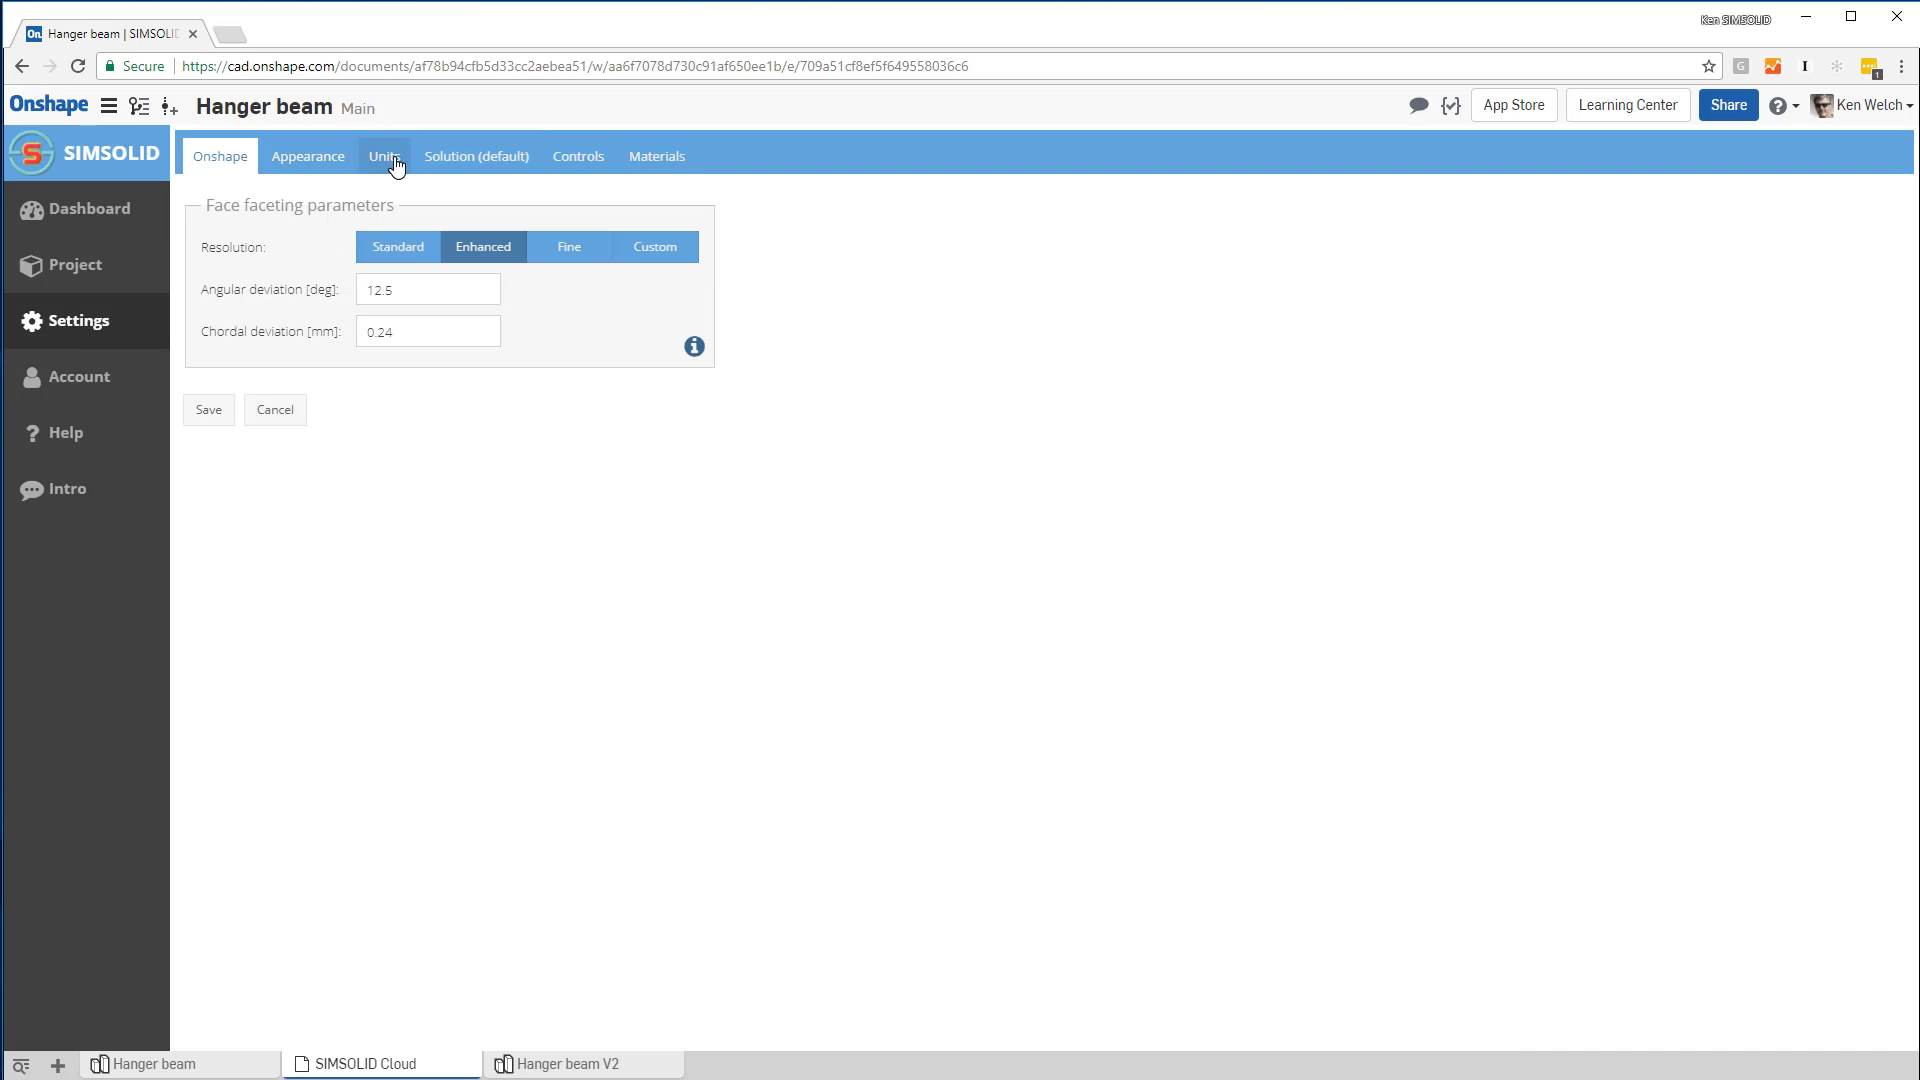 Ken SIMSOLID
On. Hanger beam | SIMSOLI
Secure https://cad.onshape.com/documents/af78b94cfb5d33cc2aebea51/w/aa6f7078d730c91af650ee1b/e/709a51cf8ef5f649558036c6
G I 1
Onshape Hanger beam Main App Store Learning Center Share Ken Welch
S SIMSOLID Onshape Appearance Units Solution (default) Controls Materials
Dashboard
Project
Settings
Account
Help
Intro
Face faceting parameters
Resolution: Standard Enhanced Fine Custom
Angular deviation [deg]: 12.5
Chordal deviation [mm]: 0.24
Save Cancel
Hanger beam SIMSOLID Cloud Hanger beam V2